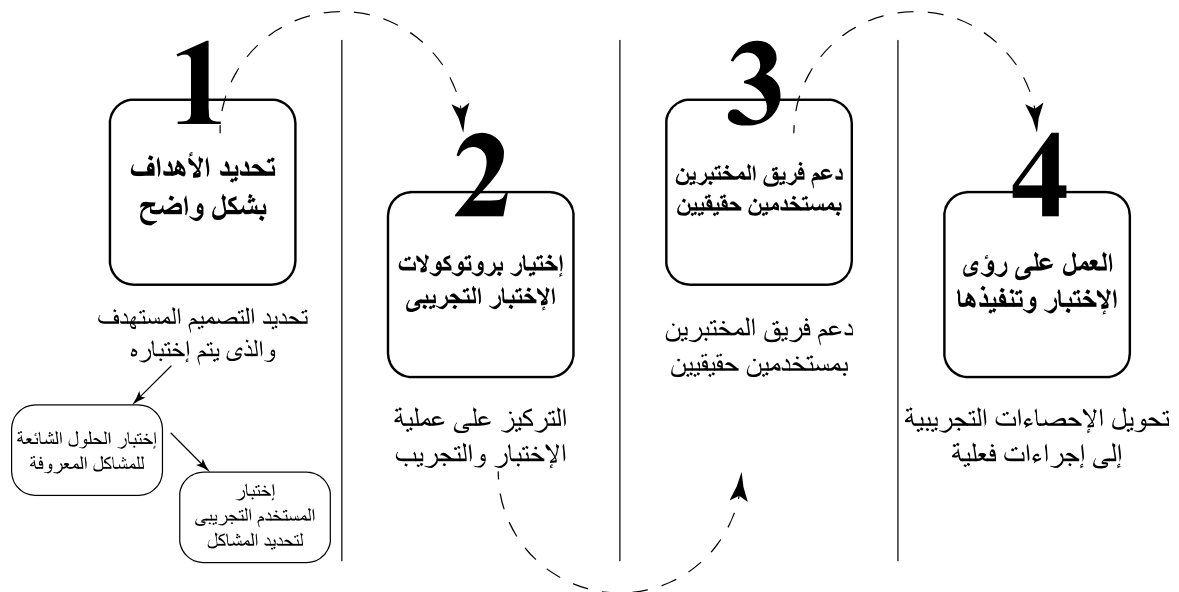 1
تحديد الأهداف
بشكل واضح
تحديد التصميم المستهدف
والذى يتم إختباره
إختبار الحلول الشائعة
للمشاكل المعروفة
إختبار
المستخدم التجريبى
لتحديد المشاكل
2
إختيار بروتوكولات
الإختبار التجريبى
التركيز على عملية
الإختبار والتجريب
3
دعم فريق المختبرين
بمستخدمين حقيقيين
دعم فريق المختبرين
بمستخدمين حقيقيين
4
العمل على رؤى
الإختبار وتنفيذها
تحويل الإحصاءات التجريبية
إلى إجراءات فعلية